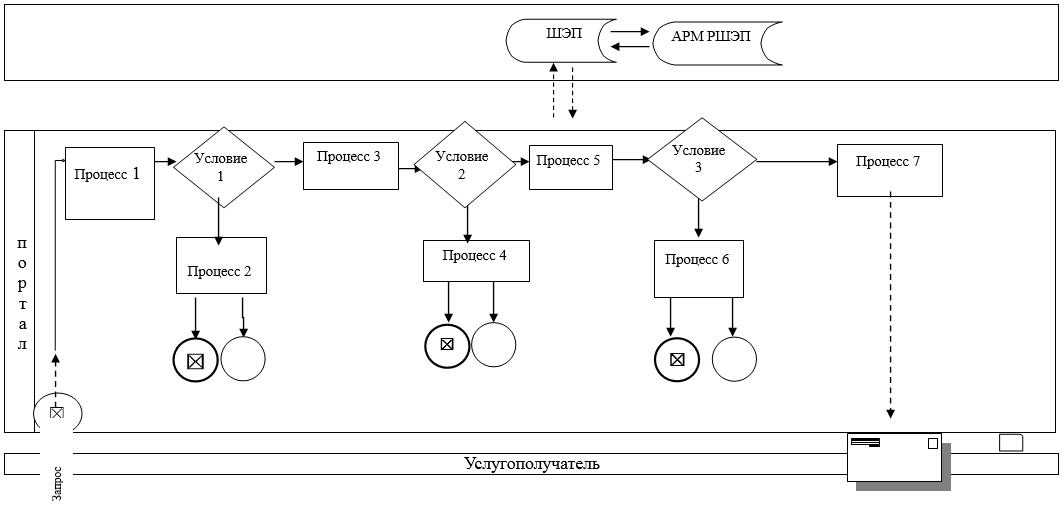 ШЭП
АРМ РШЭП
Процесс 1
Условие
1
Процесс 3
Условие
2
Процесс 5
Условие
3
Процесс 7
Процесс 2
Процесс 4
Процесс 6
портал
Запрос
Услугополучатель